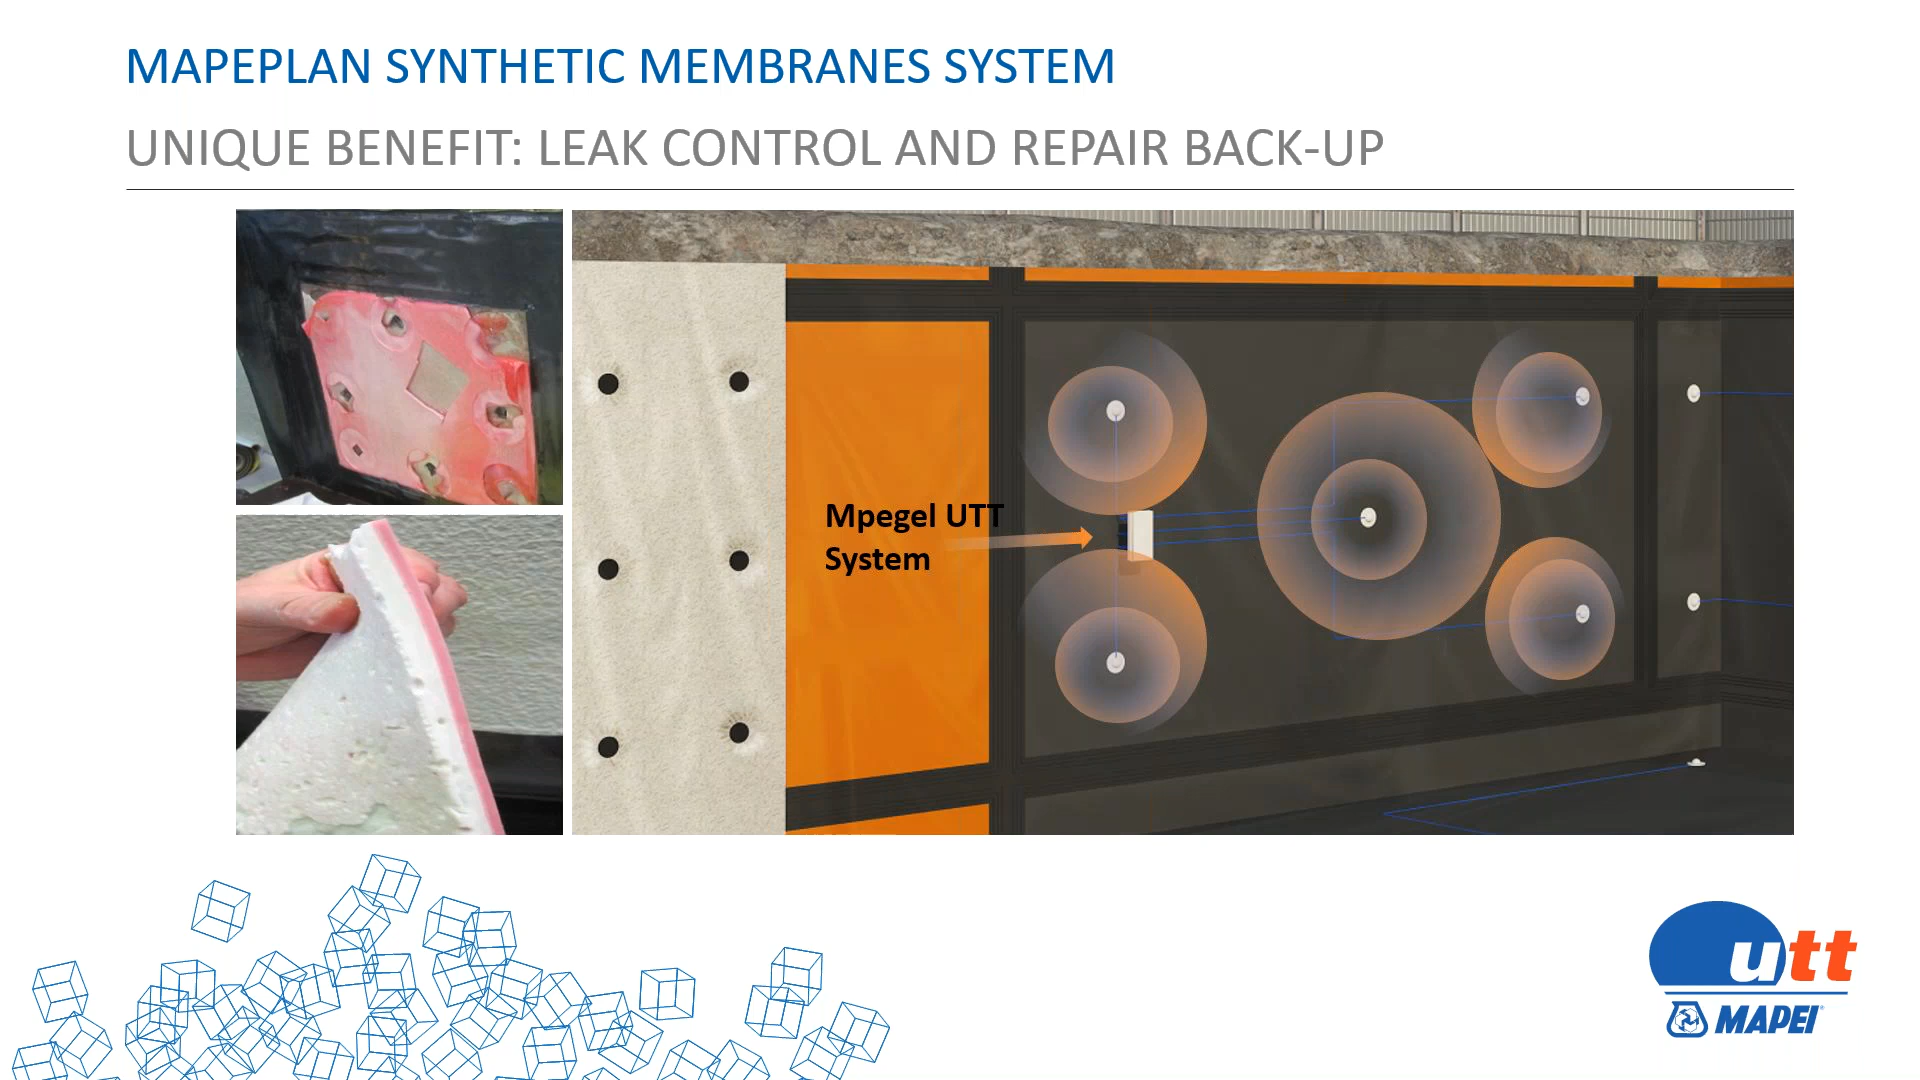 MAPEPLAN SYNTHETIC MEMBRANES SYSTEM
UNIQUE BENEFIT: LEAK CONTROL AND REPAIR BACK-UP
Mpegel UTT
System
utt
MAPEI